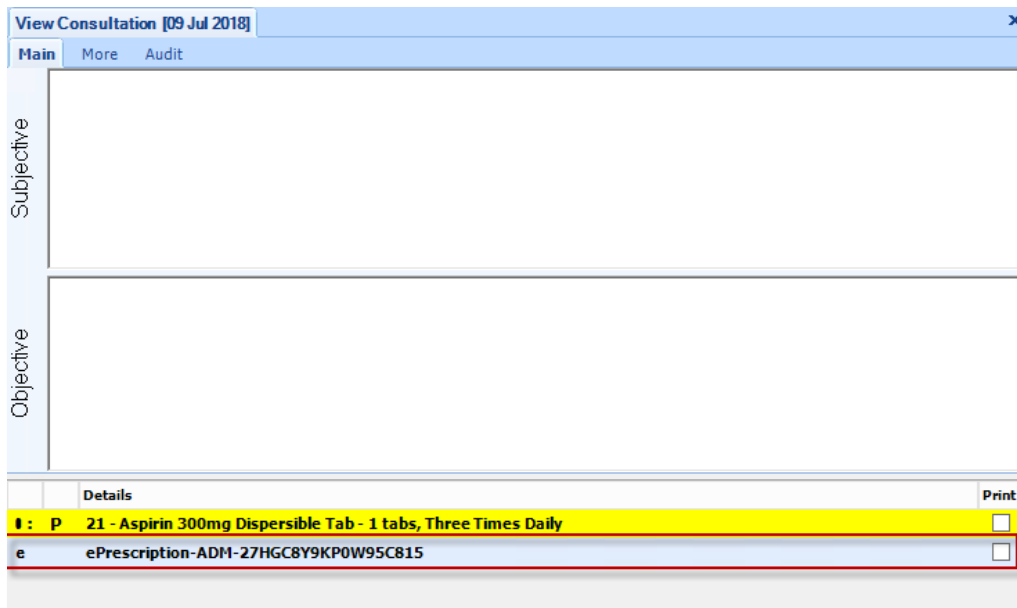 View Consultation [09 Jul 2018] x
Main More Audit
Subjective
Objective
Details Print
: P 21 - Aspirin 300mg Dispersible Tab - 1 tabs, Three Times Daily
e ePrescription-ADM-27HGC8Y9KP0W95C815